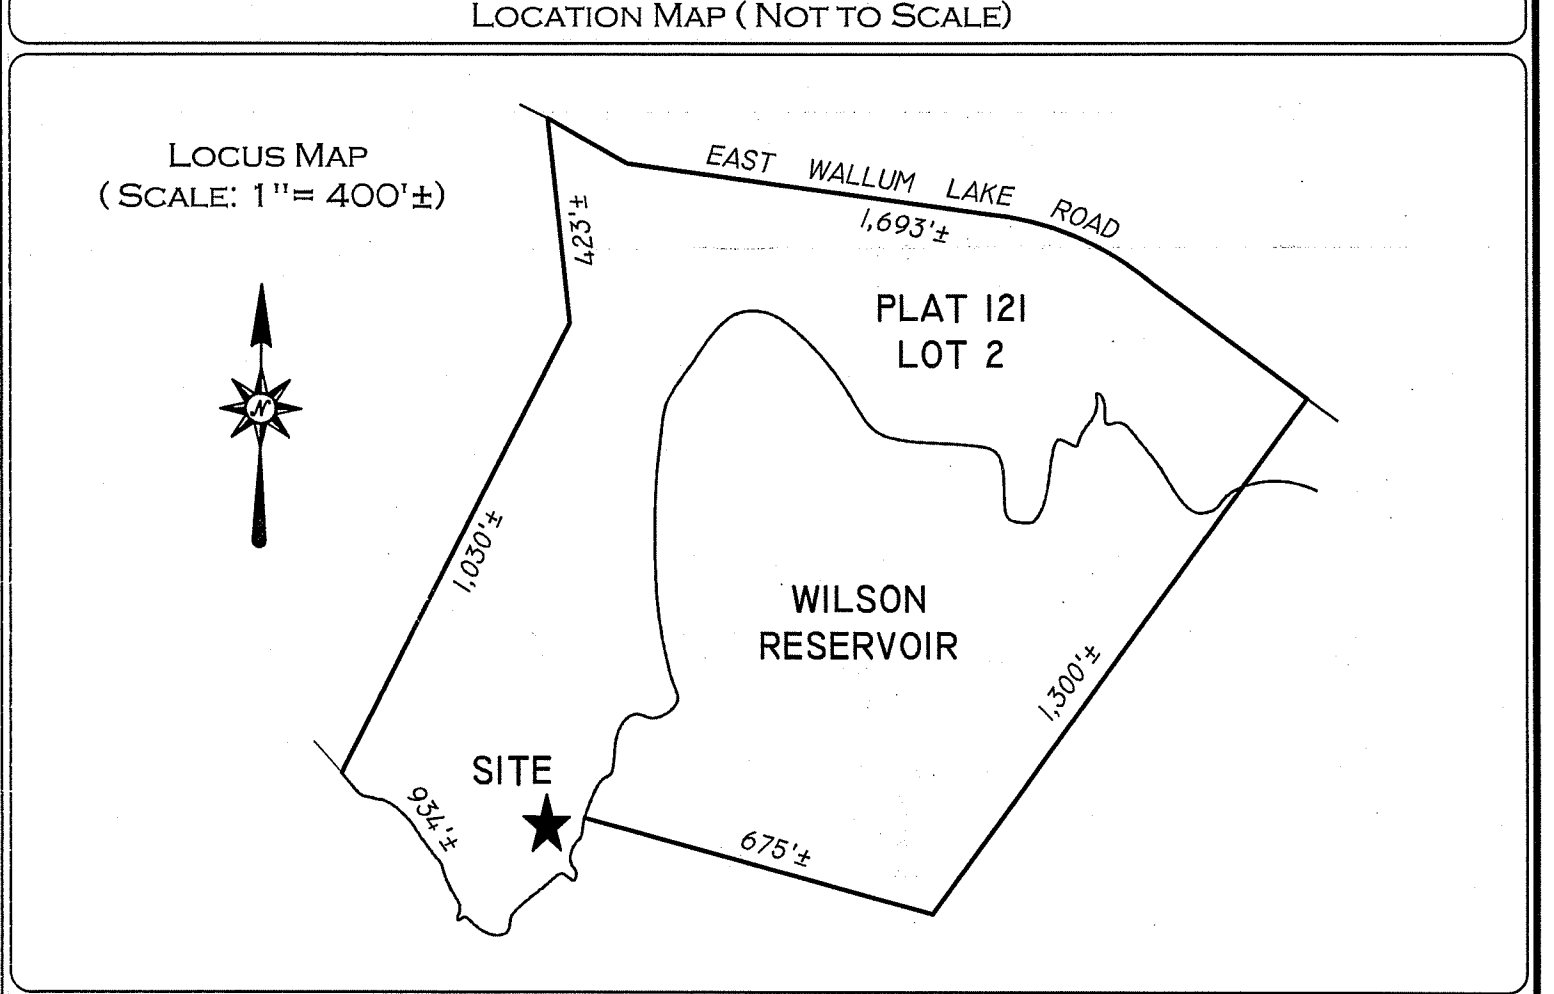 LOCATION MAP ( NOT TO SCALE)
LOCUS MAP
( SCALE: 1"= 400'±)
EAST WALLUM LAKE ROAD
1,693'±
423'±
PLAT 121
LOT 2
N
1,030'±
WILSON
RESERVOIR
1,300'±
SITE
934'±
675'±